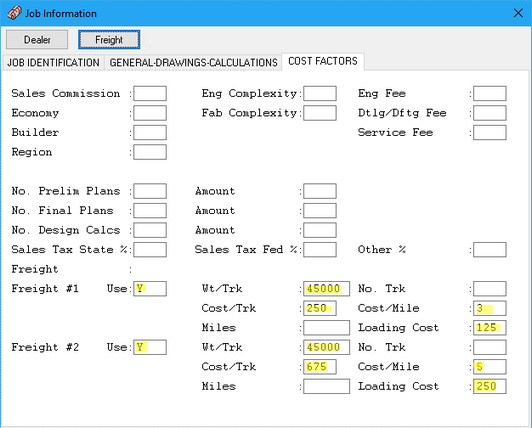 Job Information
Dealer Freight
JOB IDENTIFICATION GENERAL-DRAWINGS-CALCULATIONS COST FACTORS
Sales Commission : Eng Complexity: Eng Fee :
Economy : Fab Complexity: Dtlg/Dftg Fee :
Builder : Service Fee :
Region :
No. Prelim Plans : Amount :
No. Final Plans : Amount :
No. Design Calcs : Amount :
Sales Tax State %: Sales Tax Fed %: Other % :
Freight :
Freight #1 Use: Y Wt/Trk : 45000 No. Trk :
Cost/Trk : 250 Cost/Mile : 3
Miles : Loading Cost : 125
Freight #2 Use: Y Wt/Trk : 45000 No. Trk :
Cost/Trk : 675 Cost/Mile : 5
Miles : Loading Cost : 250